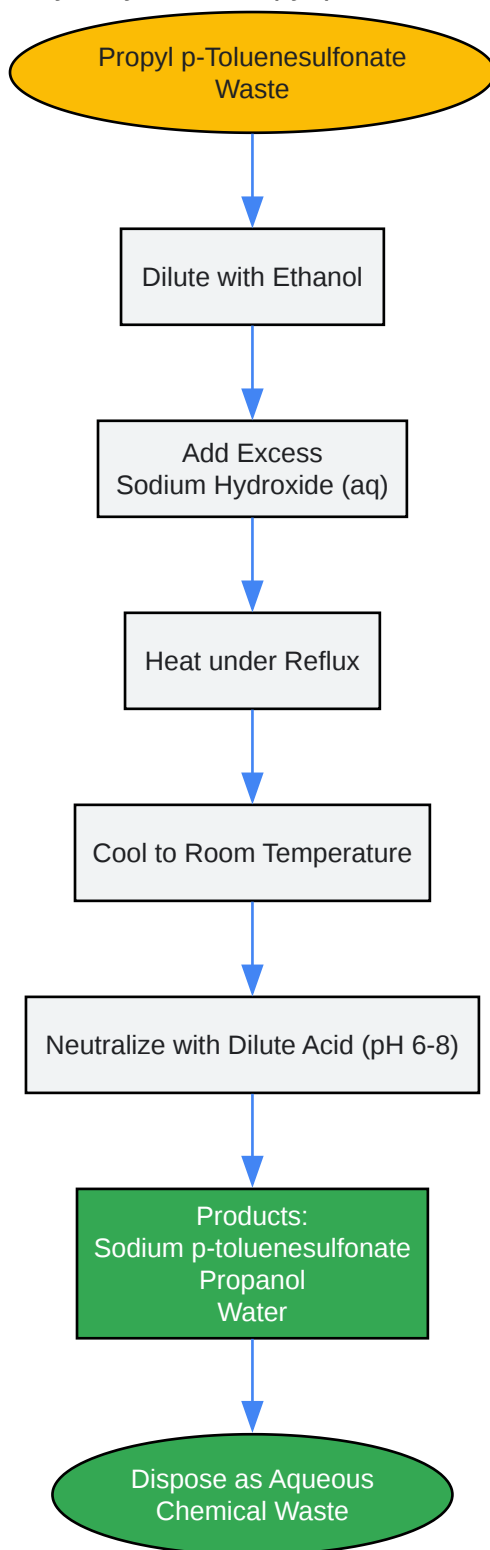 Propyl p-Toluenesulfonate
Waste
Dilute with Ethanol
Add Excess
Sodium Hydroxide (aq)
Heat under Reflux
Cool to Room Temperature
Neutralize with Dilute Acid (pH 6-8)
Products:
Sodium p-toluenesulfonate
Propanol
Water
Dispose as Aqueous
Chemical Waste